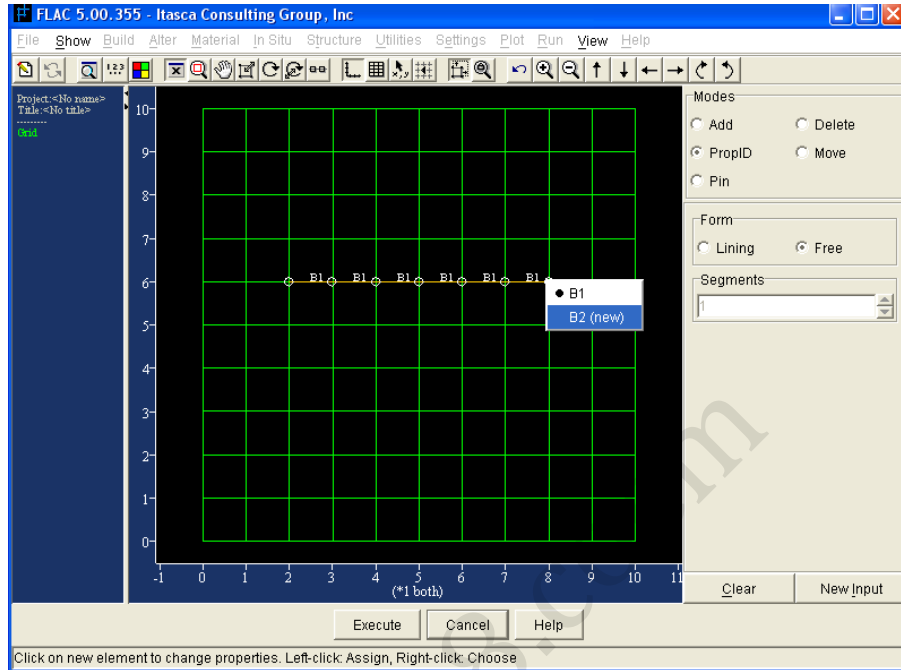 FLAC 5.00.355 - Itasca Consulting Group, Inc
File Show Build Alter Material In Situ Structure Utilities Settings Plot Run View Help
123
Project:<No name>
Title:<No title>
---------
Grid
10
9
8
7
6
5
4
3
2
1
0
B1 B1 B1 B1 B1 B1
B1
B2 (new)
-1 0 1 2 3 4 5 6 7 8 9 10 11
(*1 both)
Modes
Add Delete
PropID Move
Pin
Form
Lining Free
Segments
1
Clear New Input
Execute Cancel Help
Click on new element to change properties. Left-click: Assign, Right-click: Choose